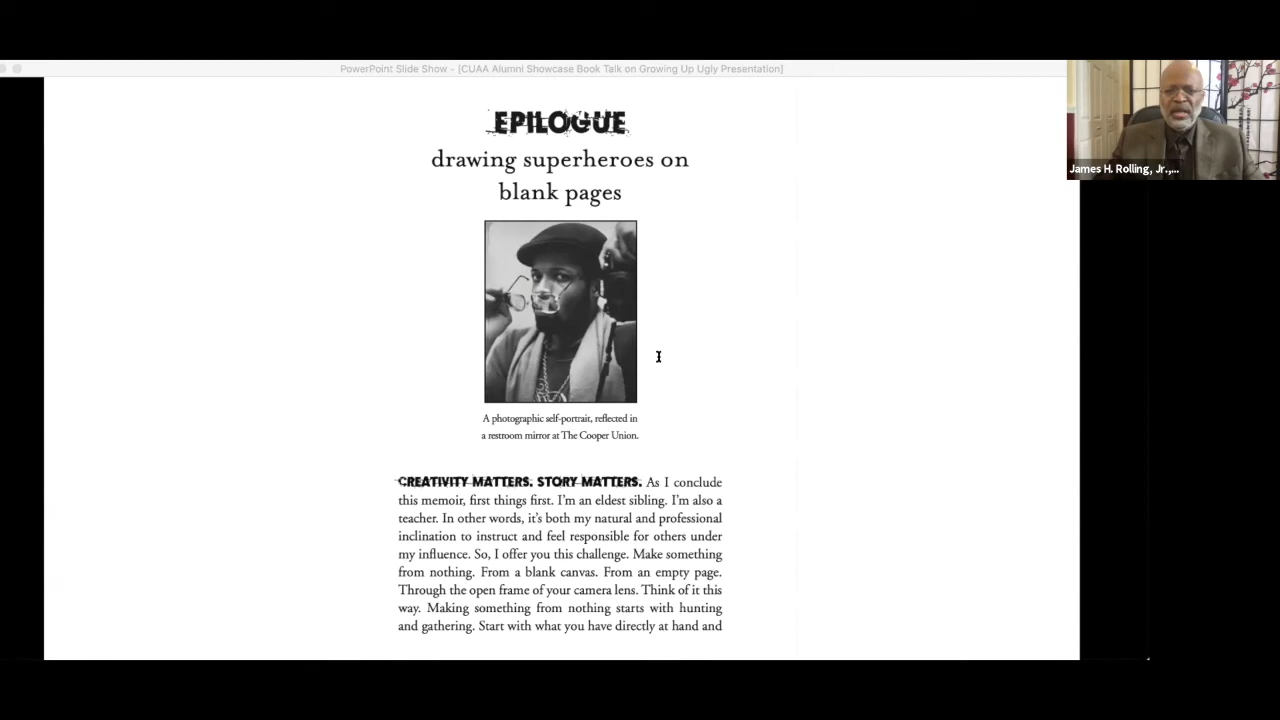 PowerPoint Slide Show - [CUAA Alumni Showcase Book Talk on Growing Up Ugly Presentation]
James H. Rolling, Jr.,...
EPILOGUE
drawing superheroes on
blank pages
A photographic self-portrait, reflected in
a restroom mirror at The Cooper Union.
CREATIVITY MATTERS. STORY MATTERS. As I conclude
this memoir, first things first. I'm an eldest sibling. I'm also a
teacher. In other words, it's both my natural and professional
inclination to instruct and feel responsible for others under
my influence. So, I offer you this challenge. Make something
from nothing. From a blank canvas. From an empty page.
Through the open frame of your camera lens. Think of it this
way. Making something from nothing starts with hunting
and gathering. Start with what you have directly at hand and